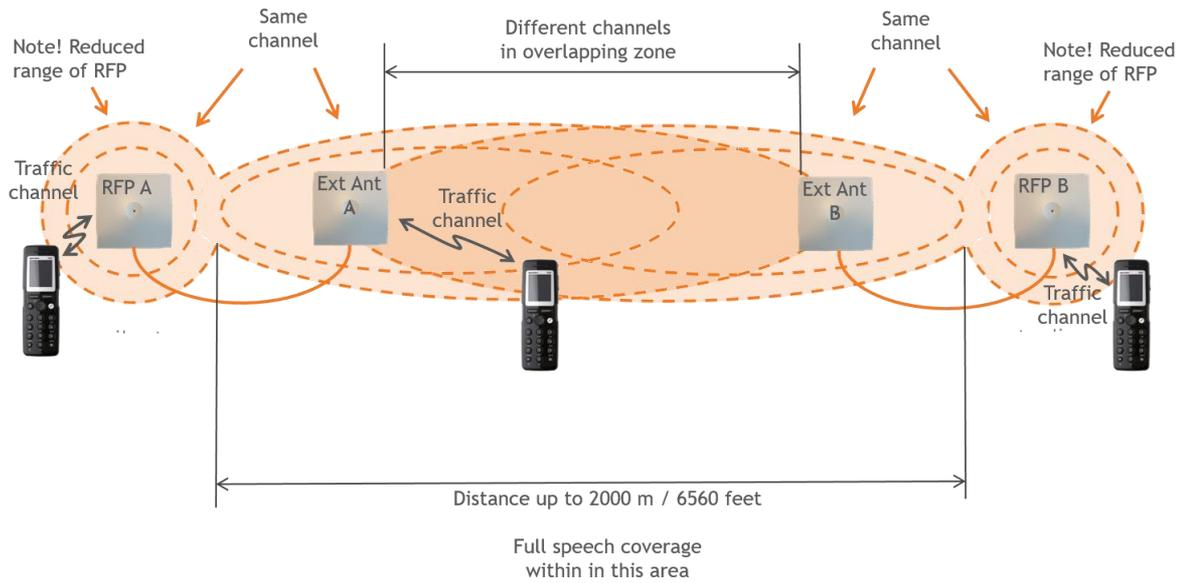 Same
channel
Different channels
in overlapping zone
Same
channel
Note! Reduced
range of RFP
Note! Reduced
range of RFP
Traffic
channel
RFP A
Ext Ant
A
Traffic
channel
Ext Ant
B
RFP B
Traffic
channel
Distance up to 2000 m / 6560 feet
Full speech coverage
within in this area